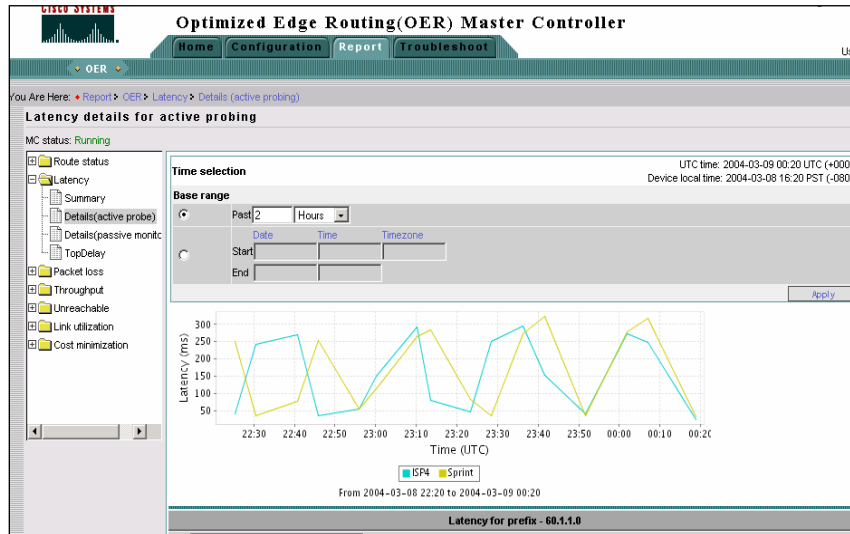 CISCO SYSTEMS
Optimized Edge Routing(OER) Master Controller
Home Configuration Report Troubleshoot
OER
You Are Here: Report OER Latency Details (active probing)
Latency details for active probing
MC status: Running
Route status
Latency
Summary
Details(active probe)
Details(passive monitc
TopDelay
Packet loss
Throughput
Unreachable
Link utilization
Cost minimization
Time selection
UTC time: 2004-03-09 00:20 UTC (+000
Device local time: 2004-03-08 16:20 PST (-080
Base range
Past 2 Hours
Date Time Timezone
Start
End
Apply
Latency (ms)
300
250
200
150
100
50
22:30 22:40 22:50 23:00 23:10 23:20 23:30 23:40 23:50 00:00 00:10 00:20
Time (UTC)
ISP4 Sprint
From 2004-03-08 22:20 to 2004-03-09 00:20
Latency for prefix - 60.1.1.0